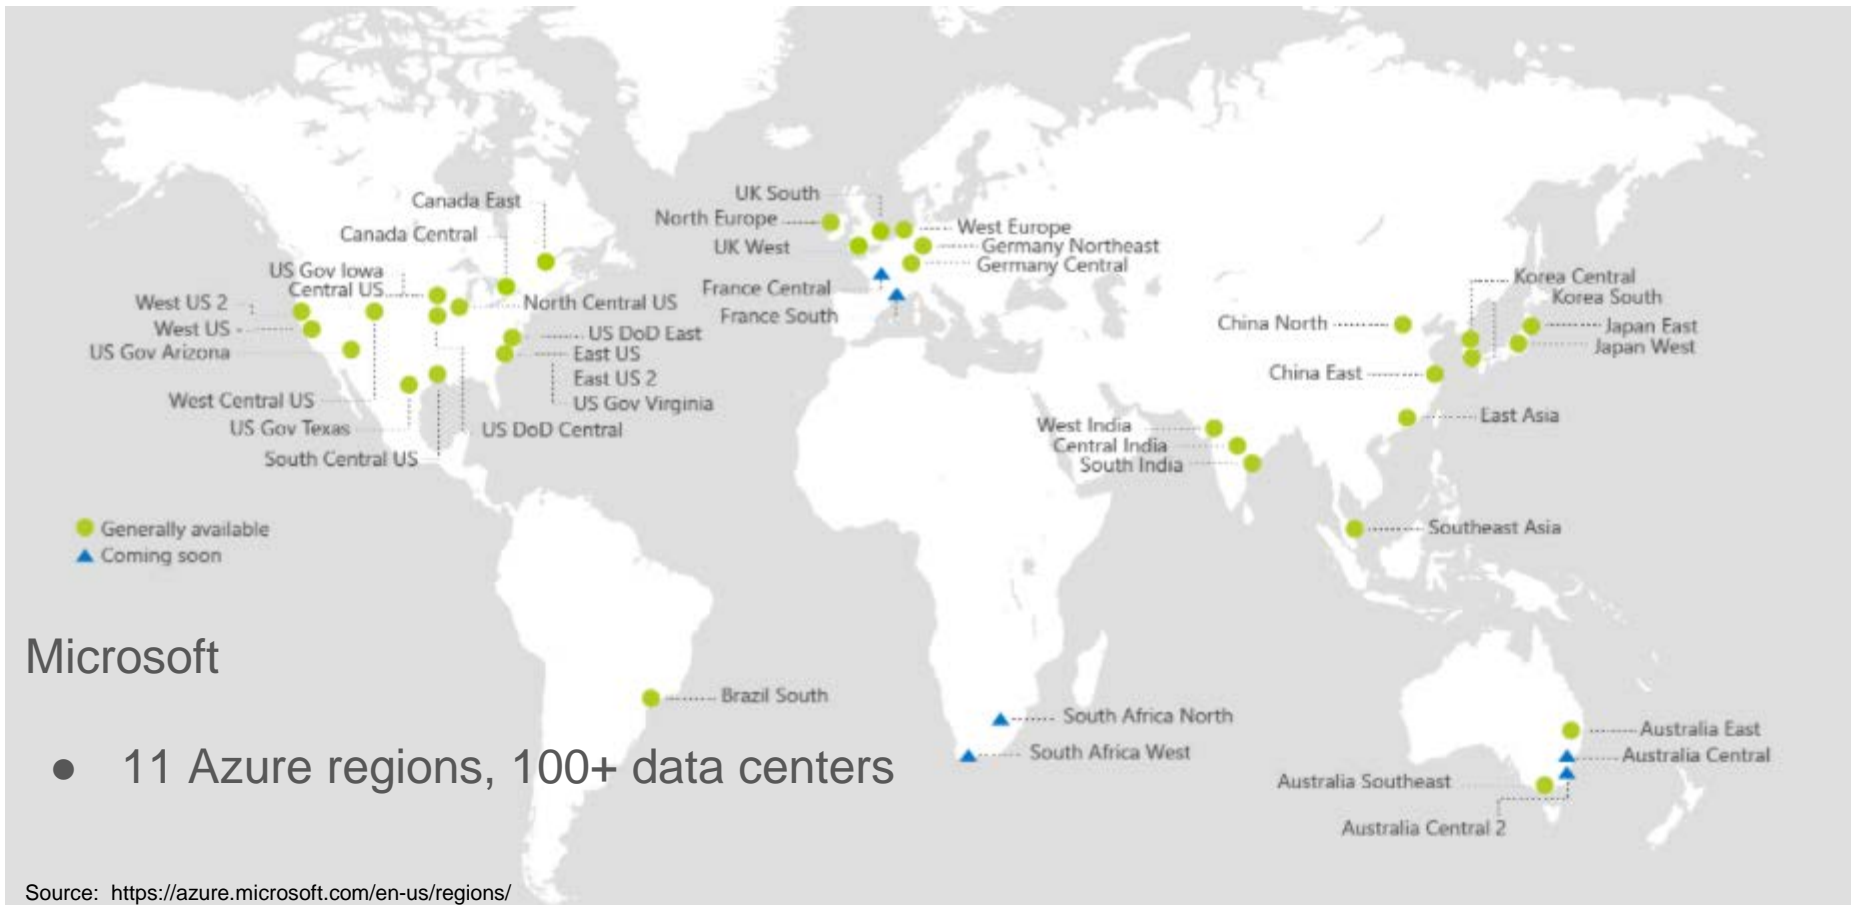 Canada East
Canada Central
US Gov Iowa
Central US
West US 2
West US
US Gov Arizona
North Central US
US DoD East
East US
East US 2
US Gov Virginia
West Central US
US Gov Texas
US DoD Central
South Central US
UK South
North Europe
UK West
West Europe
Germany Northeast
Germany Central
France Central
France South
Korea Central
Korea South
China North
Japan East
Japan West
China East
East Asia
West India
Central India
South India
Southeast Asia
Generally available
Coming soon
Brazil South
South Africa North
South Africa West
Australia East
Australia Central
Australia Southeast
Australia Central 2
Microsoft
● 11 Azure regions, 100+ data centers
Source: https://azure.microsoft.com/en-us/regions/